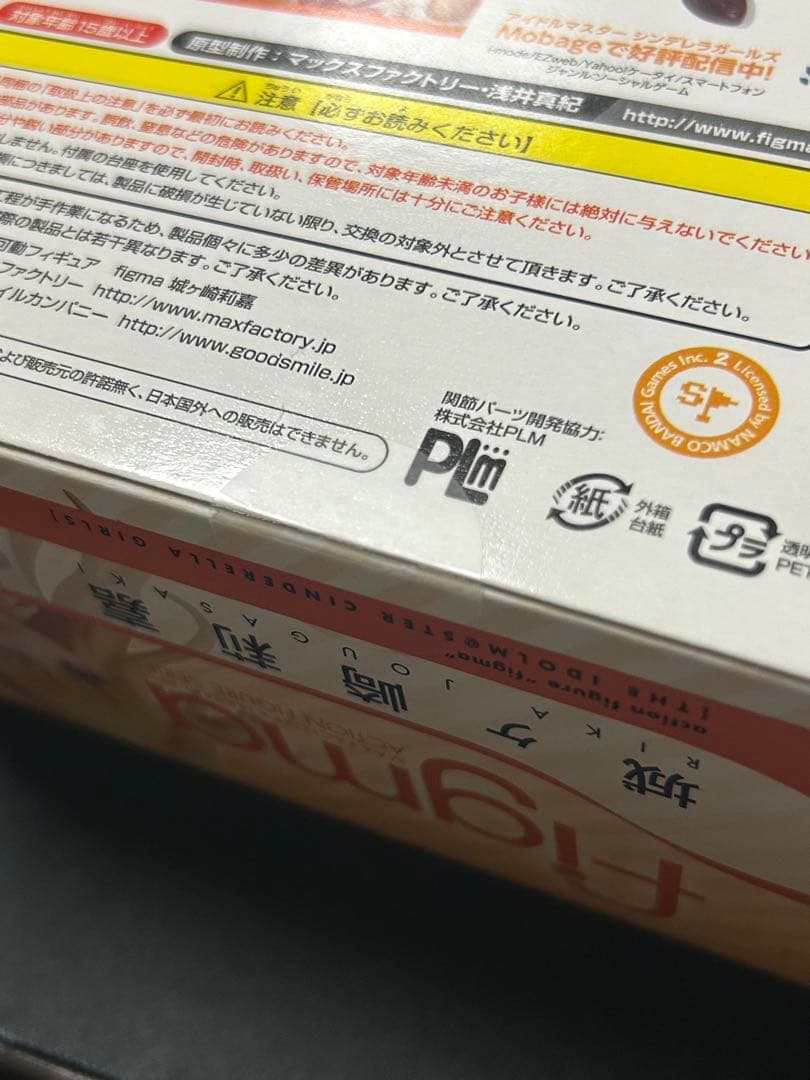 対象年齢15歳以上
アイドルマスター シンデレラガールズ
Mobageで好評配信中!
i-mode/EZweb/Yahoo!ケータイ/スマートフォン
ジャンル:ソーシャルゲーム
原型制作:マックスファクトリー・浅井真紀
http://www.figma
注意【必ずお読みください】
「取扱上の注意」を必ず最初にお読みください。
部品があります。誤飲、窒息などの危険がありますので、対象年齢未満のお子様には絶対に与えないでください
分や鋭い部分がありますので、開封時、取扱い、保管場所には十分にご注意ください。
しません。付属の台座を使用してください。
につきましては、製品に破損が生じていない限り、交換の対象外とさせて頂きます。ご了承ください。
工程が手作業になるため、製品個々に多少の差異があります。ご了承ください。
際の製品とは若干異なります。ご了承ください。
可動フィギュア figma 城ヶ崎莉嘉
ファクトリー http://www.maxfactory.jp
イルカンパニー http://www.goodsmile.jp
および販売元の許諾無く、日本国外への販売はできません。
関節パーツ開発協力:
株式会社PLM
PLm
Licensed by NAMCO BANDAI Games Inc. 2
紙
外箱
台紙
プラ
透明
PET
action figure "figma"
[THE IDOLM@STER CINDERELLA GIRLS]
城ヶ崎莉嘉
RIKA JOUGASAKI
figma
ACTION FIGURE